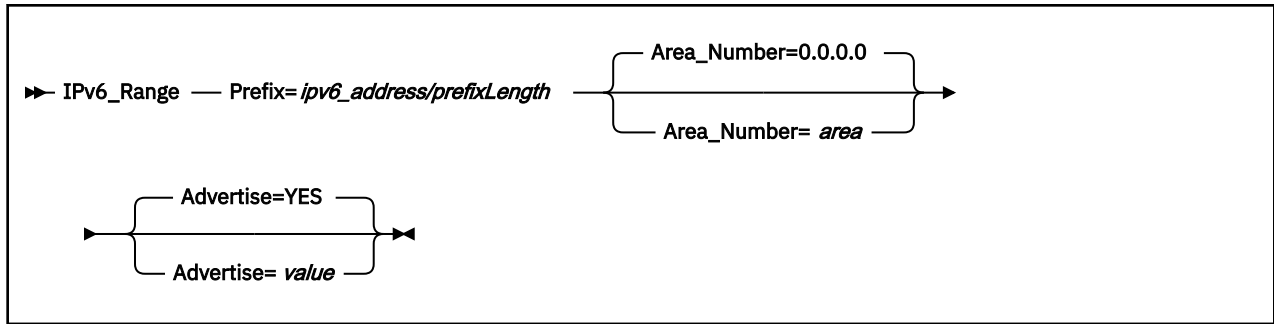 Area_Number=0.0.0.0
IPv6_Range Prefix=ipv6_address/prefixLength
Area_Number= area
Advertise=YES
Advertise= value